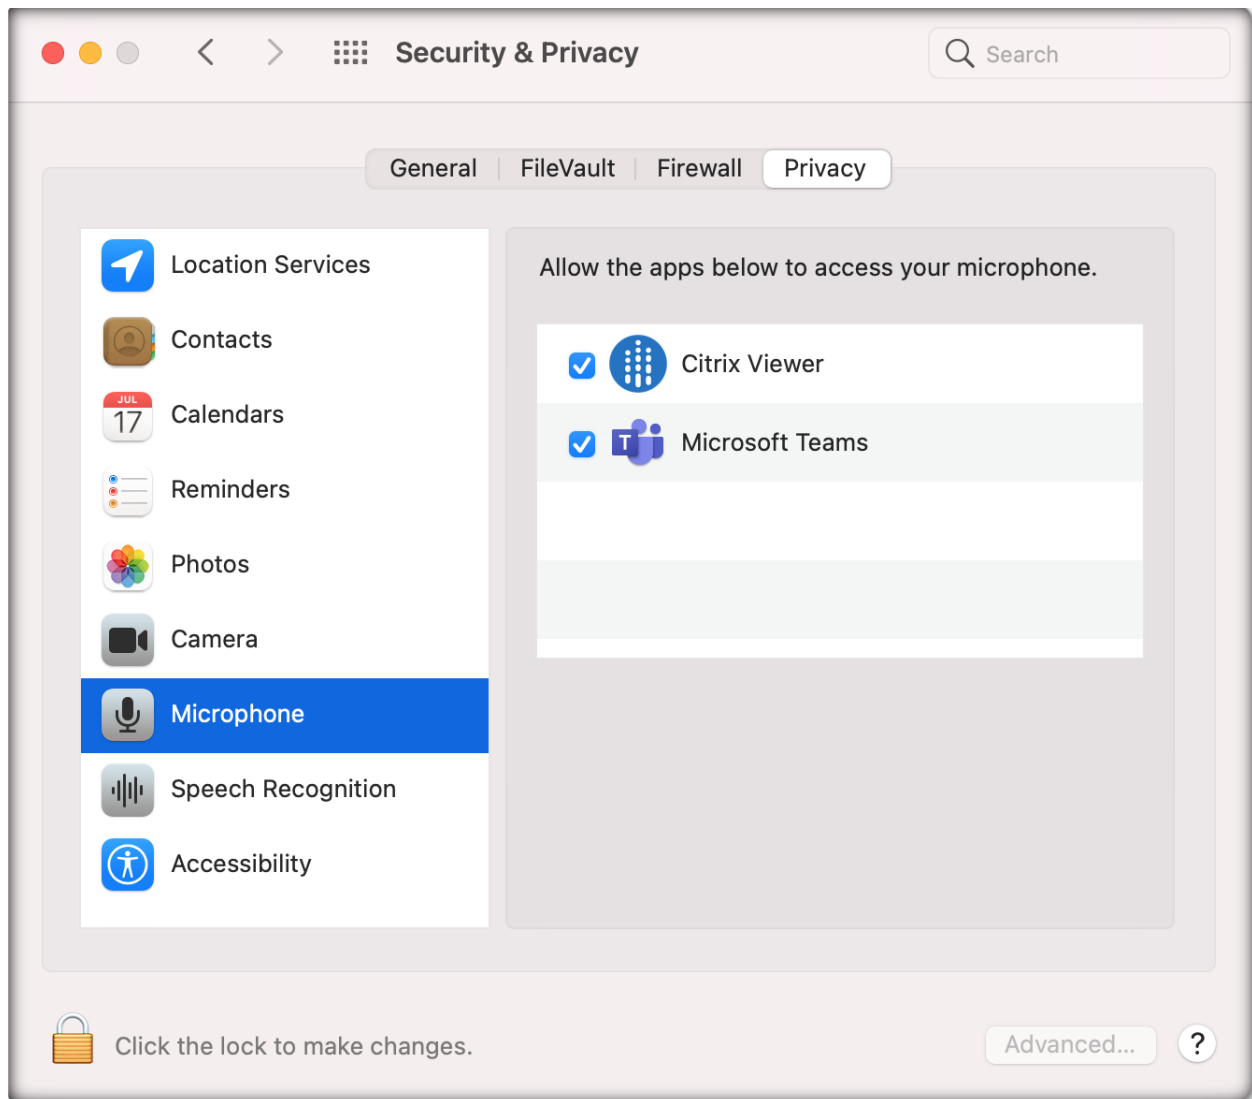 Security & Privacy
Search
General
FileVault
Firewall
Privacy
Location Services
Contacts
JUL
17
Calendars
Reminders
Photos
Camera
Microphone
Speech Recognition
Accessibility
Allow the apps below to access your microphone.
Citrix Viewer
T
Microsoft Teams
Click the lock to make changes.
Advanced...
?